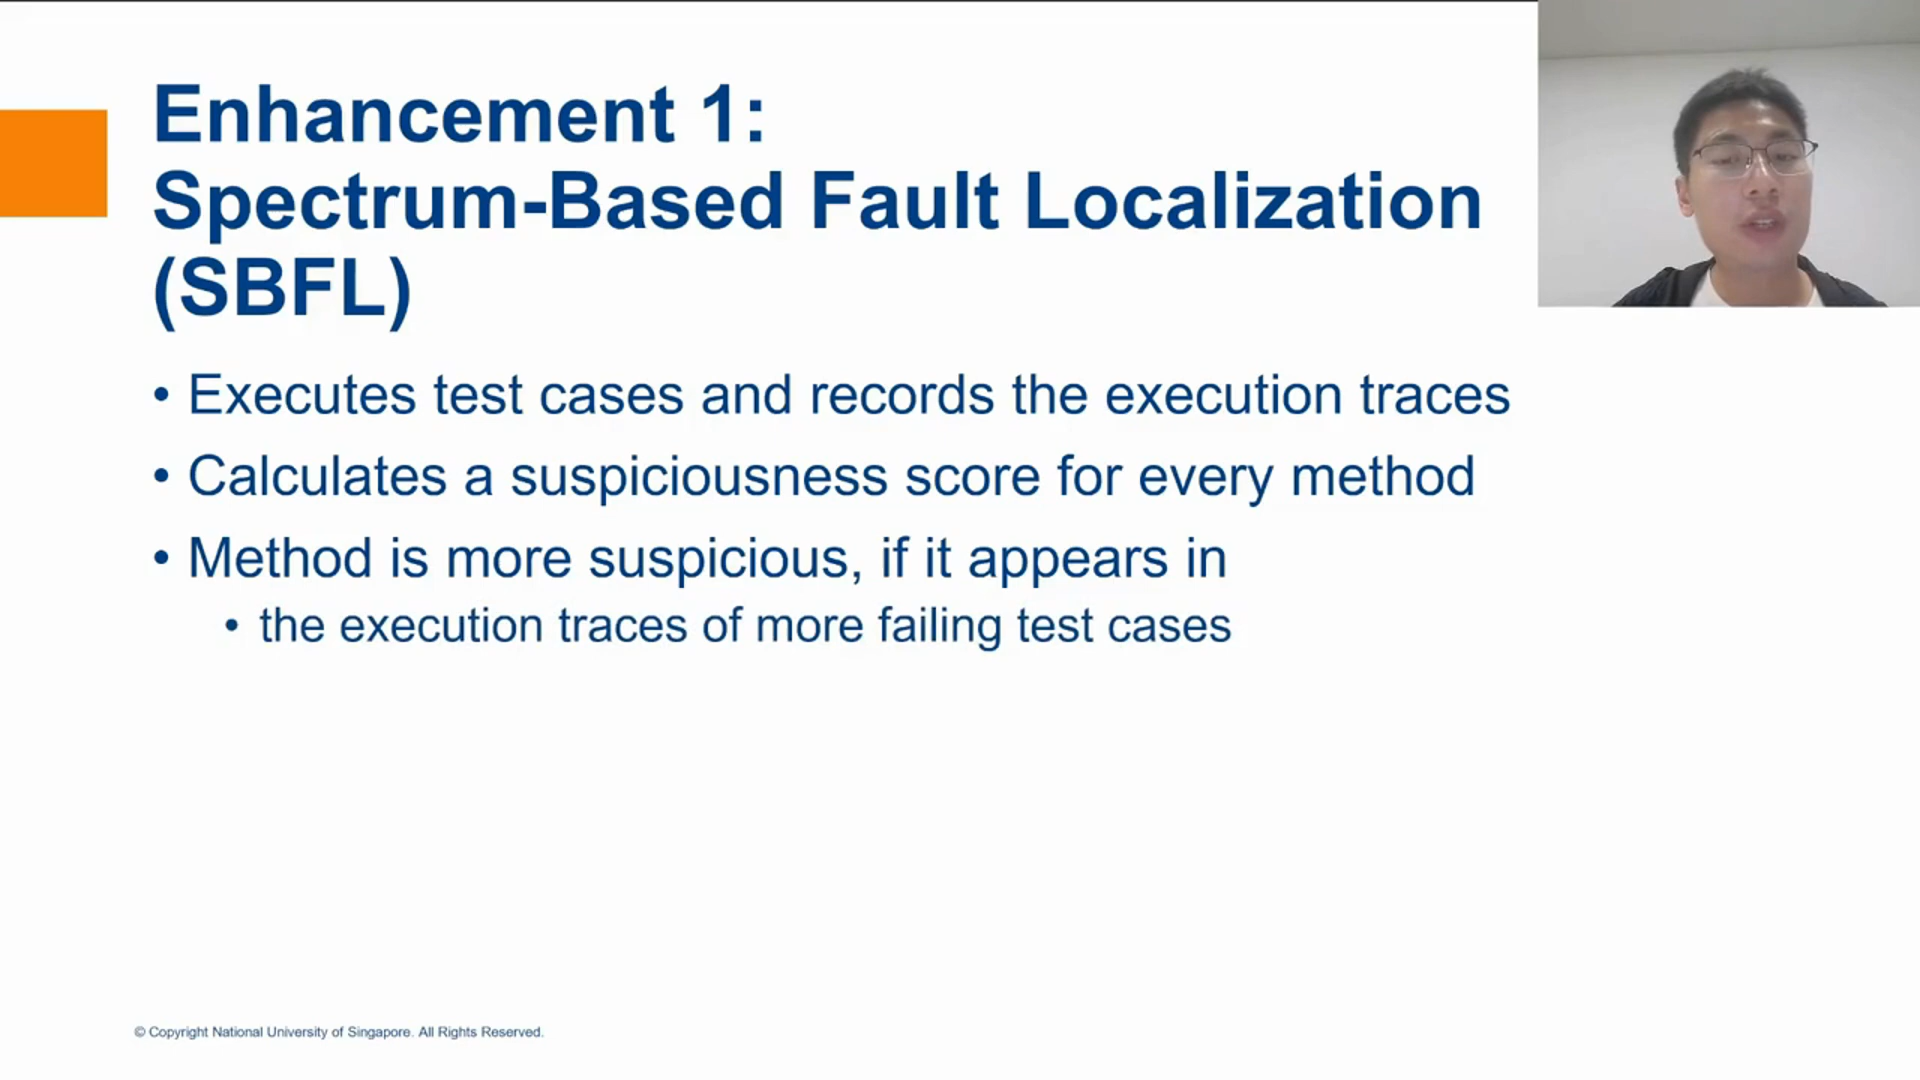 Enhancement 1:
Spectrum-Based Fault Localization
(SBFL)
• Executes test cases and records the execution traces
• Calculates a suspiciousness score for every method
• Method is more suspicious, if it appears in
• the execution traces of more failing test cases
© Copyright National University of Singapore. All Rights Reserved.